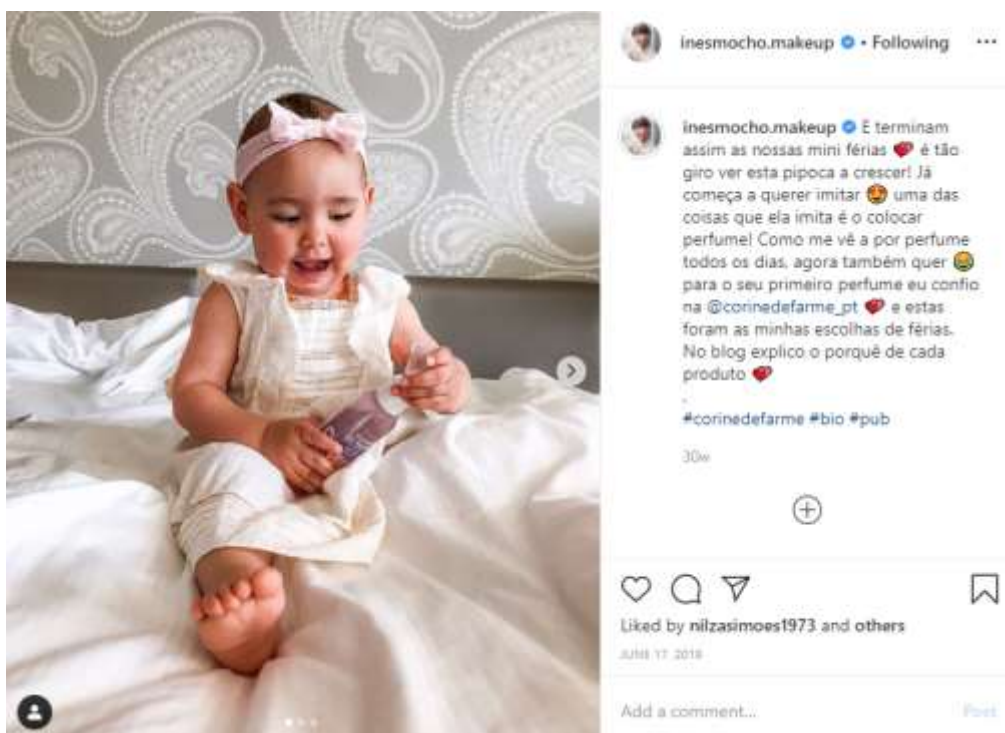 inesmocho.makeup • Following
inesmocho.makeup E terminam
assim as nossas mini férias é tão
giro ver esta pipoca a crescer! Já
começa a querer imitar uma das
coisas que ela imita é o colocar
perfume! Como me vê a por perfume
todos os dias, agora também quer
para o seu primeiro perfume eu confio
na @corinedefarme_pt e estas
foram as minhas escolhas de férias.
No blog explico o porquê de cada
produto
.
#corinedefarme #bio #pub
30w
Liked by nilzasimoes1973 and others
JUNE 17, 2019
Add a comment...
Post